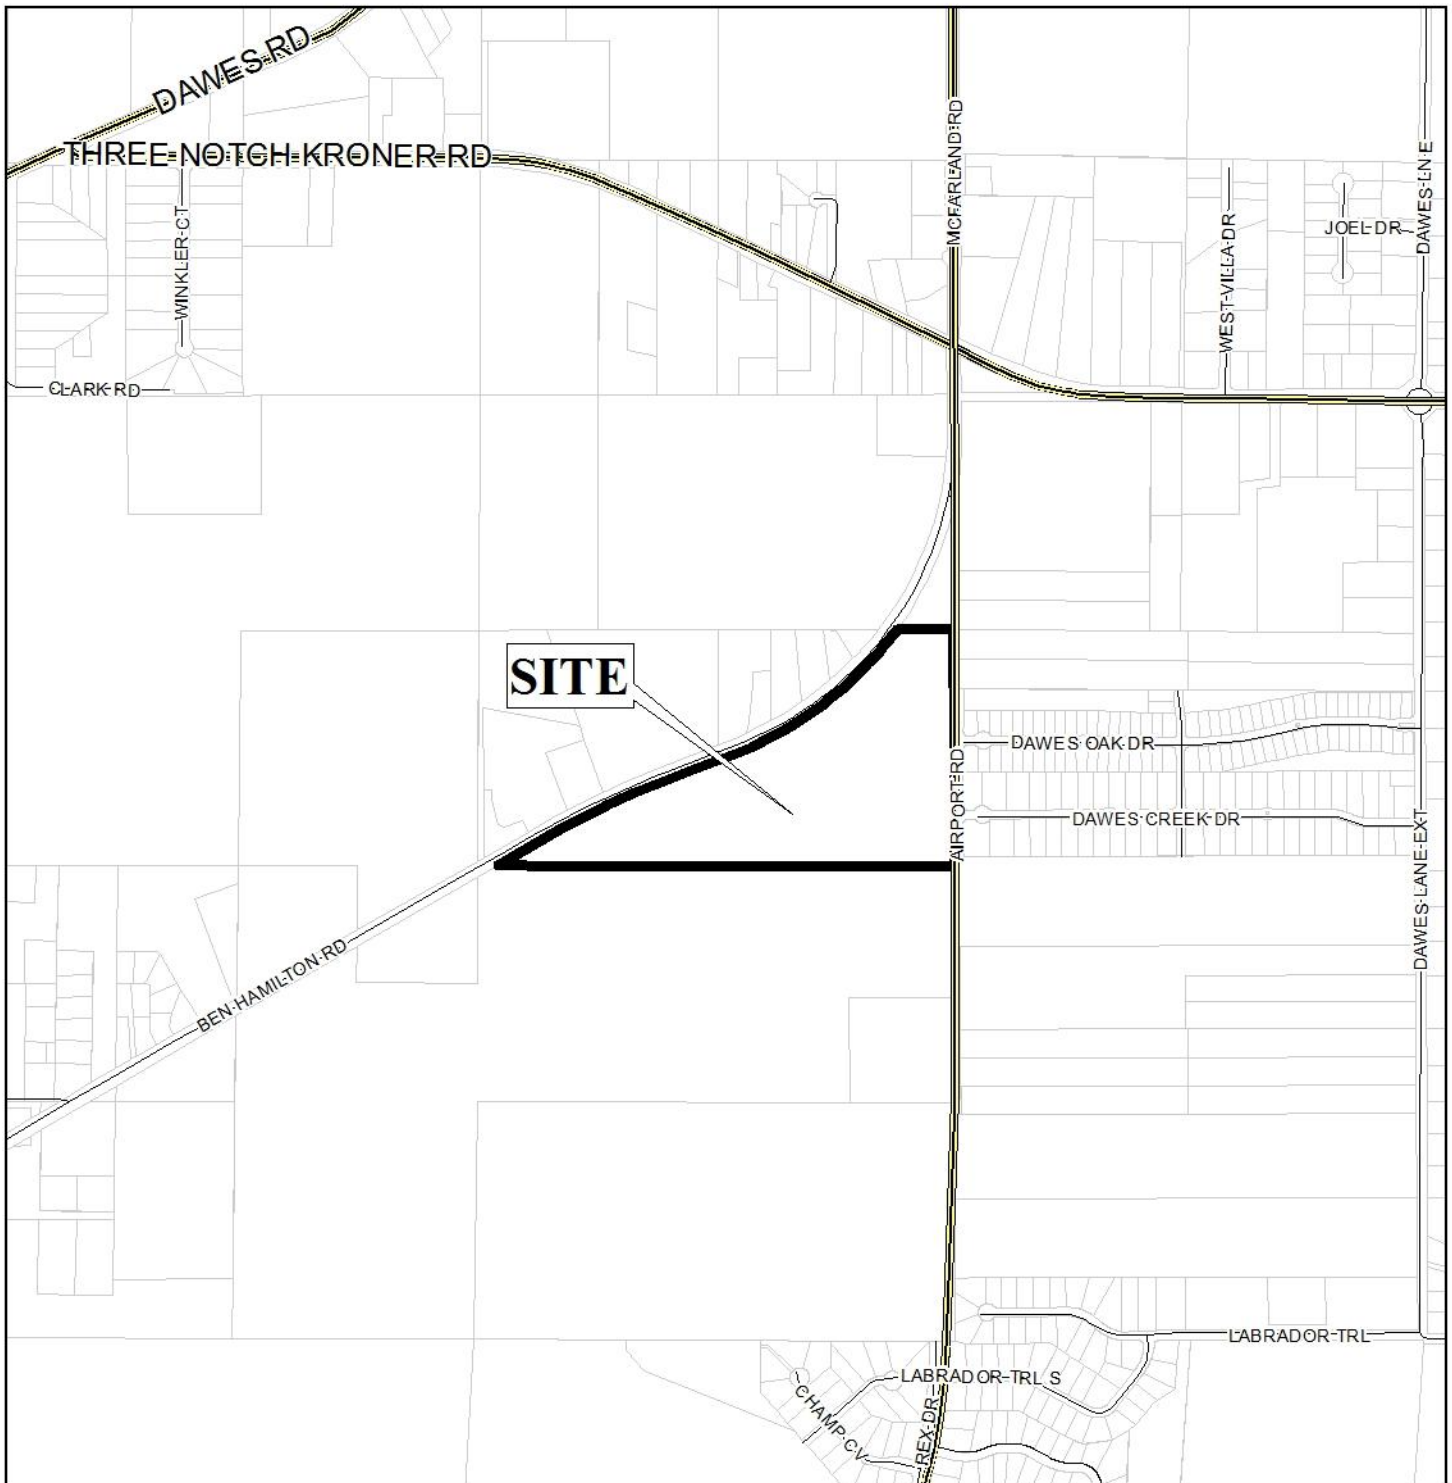 DAWES RD
THREE NOTCH KRONER RD
MCFARLAND RD
DAWES LN E
WINKLER CT
WEST VILLA DR
JOEL DR
CLARK RD
SITE
DAWES OAK DR
AIRPORT RD
DAWES CREEK DR
DAWES LANE EXT
BEN HAMILTON RD
LABRADOR TRL
LABRADOR TRL S
CHAMP CV
REX DR